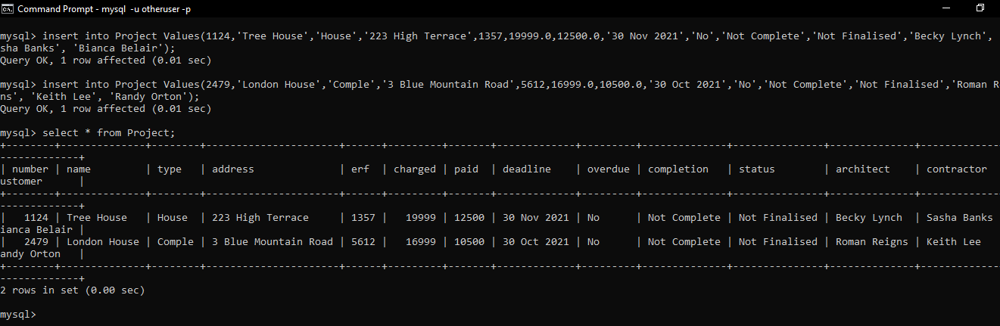 Command Prompt - mysql -u otheruser -p
mysql> insert into Project Values(1124,'Tree House','House','223 High Terrace',1357,19999.0,12500.0,'30 Nov 2021','No','Not Complete','Not Finalised','Becky Lynch',
sha Banks', 'Bianca Belair');
Query OK, 1 row affected (0.01 sec)
mysql> insert into Project Values(2479,'London House','Comple','3 Blue Mountain Road',5612,16999.0,10500.0,'30 Oct 2021','No','Not Complete','Not Finalised','Roman R
ns', 'Keith Lee', 'Randy Orton');
Query OK, 1 row affected (0.01 sec)
mysql> select * from Project;
+--------+--------------+--------+----------------------+------+---------+-------+-------------+---------+--------------+---------------+--------------+--------------
-------------+
| number | name         | type   | address              | erf  | charged | paid  | deadline    | overdue | completion   | status        | architect    | contractor
ustomer      |
+--------+--------------+--------+----------------------+------+---------+-------+-------------+---------+--------------+---------------+--------------+--------------
-------------+
|   1124 | Tree House   | House  | 223 High Terrace     | 1357 |   19999 | 12500 | 30 Nov 2021 | No      | Not Complete | Not Finalised | Becky Lynch  | Sasha Banks
ianca Belair |
|   2479 | London House | Comple | 3 Blue Mountain Road | 5612 |   16999 | 10500 | 30 Oct 2021 | No      | Not Complete | Not Finalised | Roman Reigns | Keith Lee
andy Orton   |
+--------+--------------+--------+----------------------+------+---------+-------+-------------+---------+--------------+---------------+--------------+--------------
-------------+
2 rows in set (0.00 sec)
mysql>